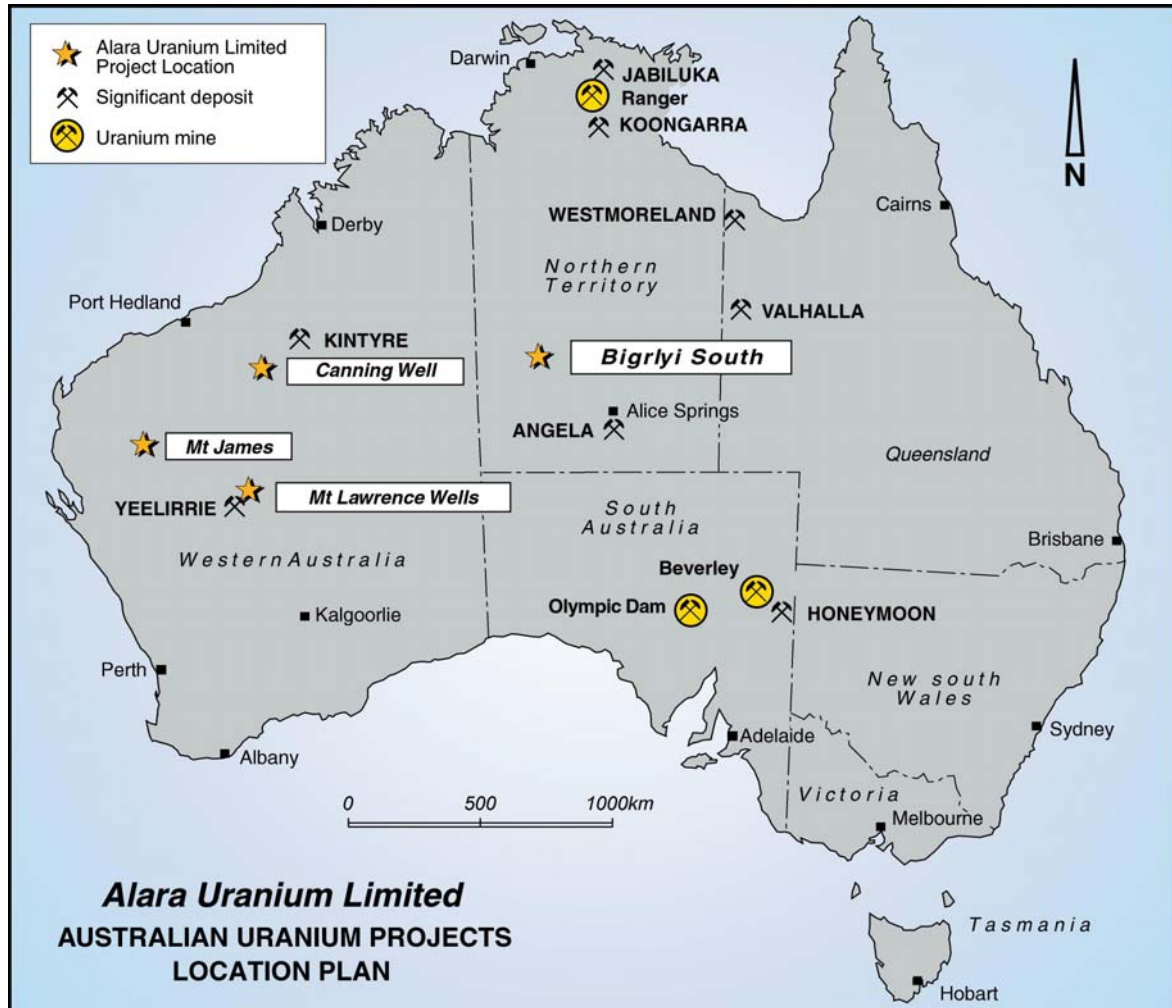 Alara Uranium Limited
Project Location
Significant deposit
Uranium mine
Darwin
JABILUKA
Ranger
KOONGARRA
N
WESTMORELAND
Cairns
Derby
Northern
Territory
Port Hedland
VALHALLA
KINTYRE
Bigrlyi South
Canning Well
Alice Springs
ANGELA
Mt James
Queensland
Mt Lawrence Wells
YEELIRRIE
South
Australia
Western Australia
Brisbane
Beverley
Olympic Dam
HONEYMOON
Kalgoorlie
Perth
New south
Wales
Sydney
Adelaide
Albany
Victoria
0 500 1000km
Melbourne
Alara Uranium Limited
AUSTRALIAN URANIUM PROJECTS
LOCATION PLAN
Tasmania
Hobart